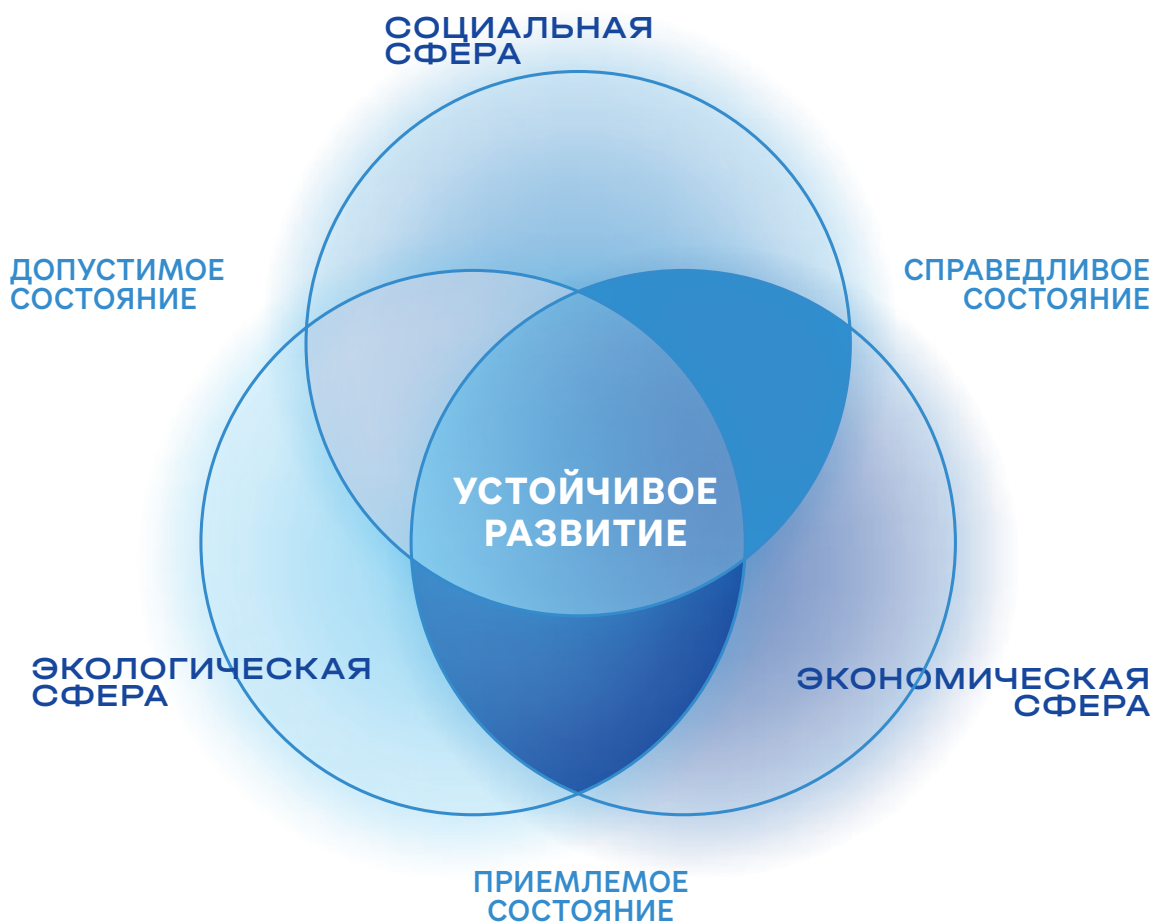 СОЦИАЛЬНАЯ
СФЕРА
ДОПУСТИМОЕ
СОСТОЯНИЕ
СПРАВЕДЛИВОЕ
СОСТОЯНИЕ
УСТОЙЧИВОЕ
РАЗВИТИЕ
ЭКОЛОГИЧЕСКАЯ
СФЕРА
ЭКОНОМИЧЕСКАЯ
СФЕРА
ПРИЕМЛЕМОЕ
СОСТОЯНИЕ